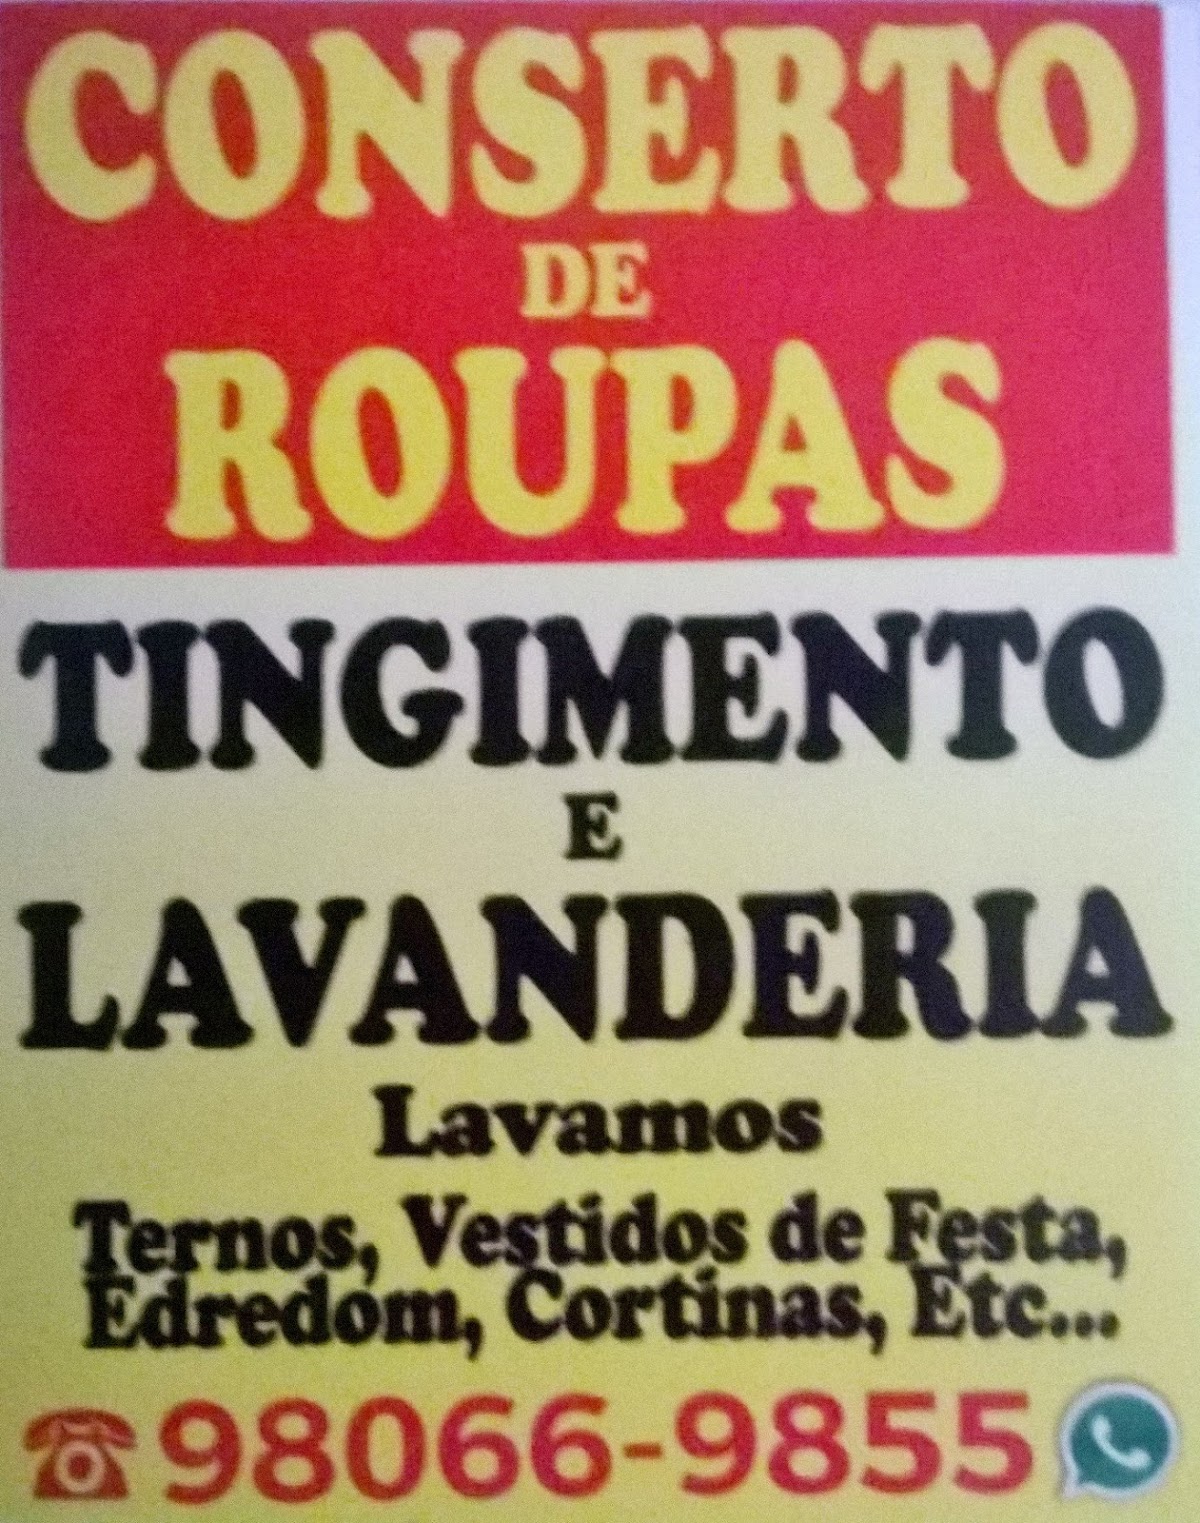 CONSERTO
DE
ROUPAS
TINGIMENTO
E
LAVANDERIA
Lavamos
Ternos, Vestidos de Festa,
Edredom, Cortinas, Etc...
98066-9855